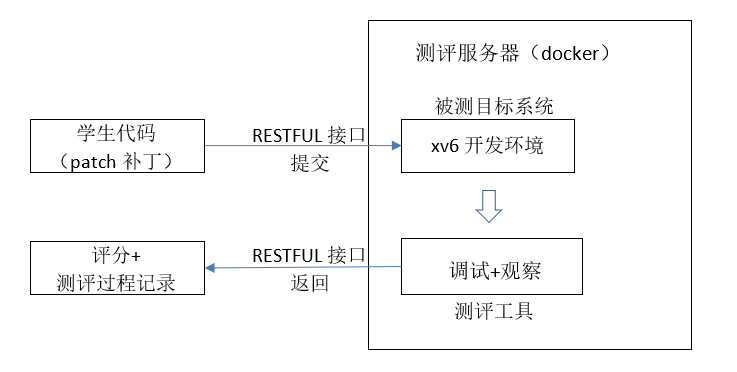 测评服务器（docker）
被测目标系统
学生代码
（patch 补丁）
RESTFUL 接口
提交
xv6 开发环境
评分+
测评过程记录
RESTFUL 接口
返回
调试+观察
测评工具